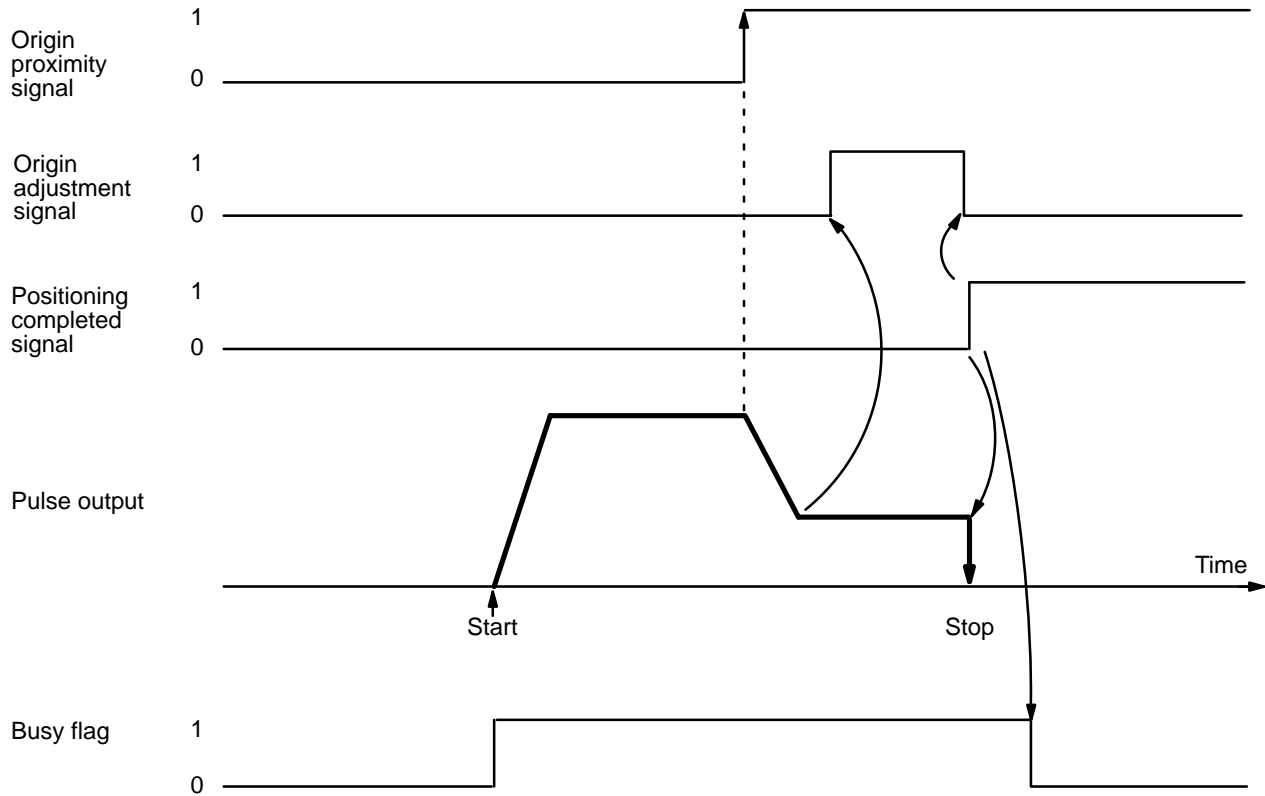 1
Origin
proximity
signal
0
Origin
adjustment
signal
1
0
Positioning
completed
signal
1
0
Pulse output
Time
Start
Stop
Busy flag
1
0